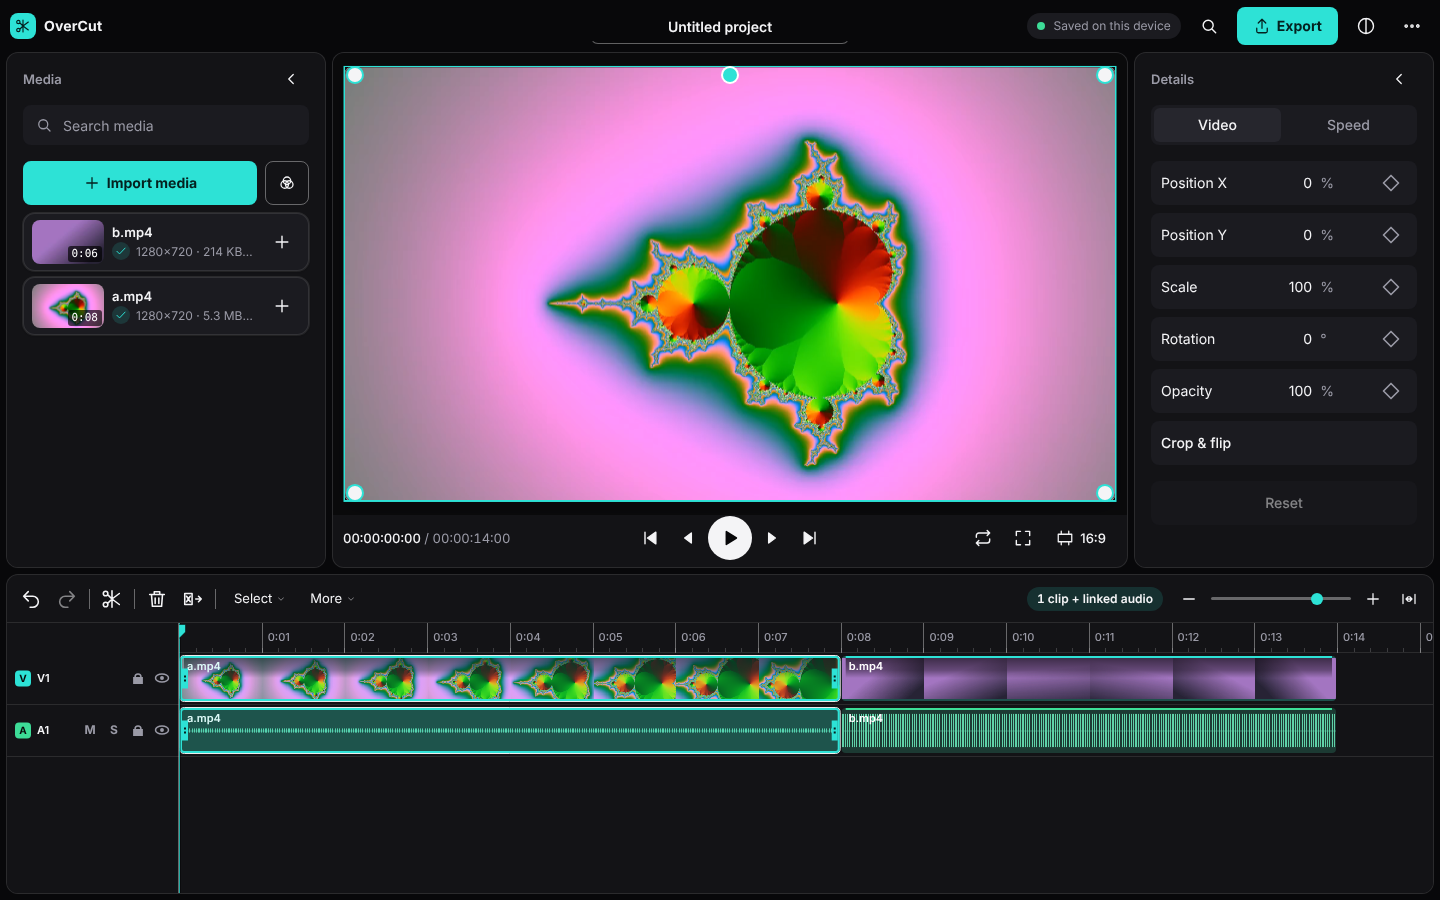 OverCut
Untitled project
Saved on this device
Export
Media
Search media
Import media
b.mp4
0:06
1280×720 · 214 KB...
a.mp4
0:08
1280×720 · 5.3 MB...
00:00:00:00 / 00:00:14:00
16:9
Details
Video
Speed
Position X 0 %
Position Y 0 %
Scale 100 %
Rotation 0 °
Opacity 100 %
Crop & flip
Reset
Select
More
1 clip + linked audio
0:01 0:02 0:03 0:04 0:05 0:06 0:07 0:08 0:09 0:10 0:11 0:12 0:13 0:14 0
V V1
a.mp4
b.mp4
A A1 M S
a.mp4
b.mp4